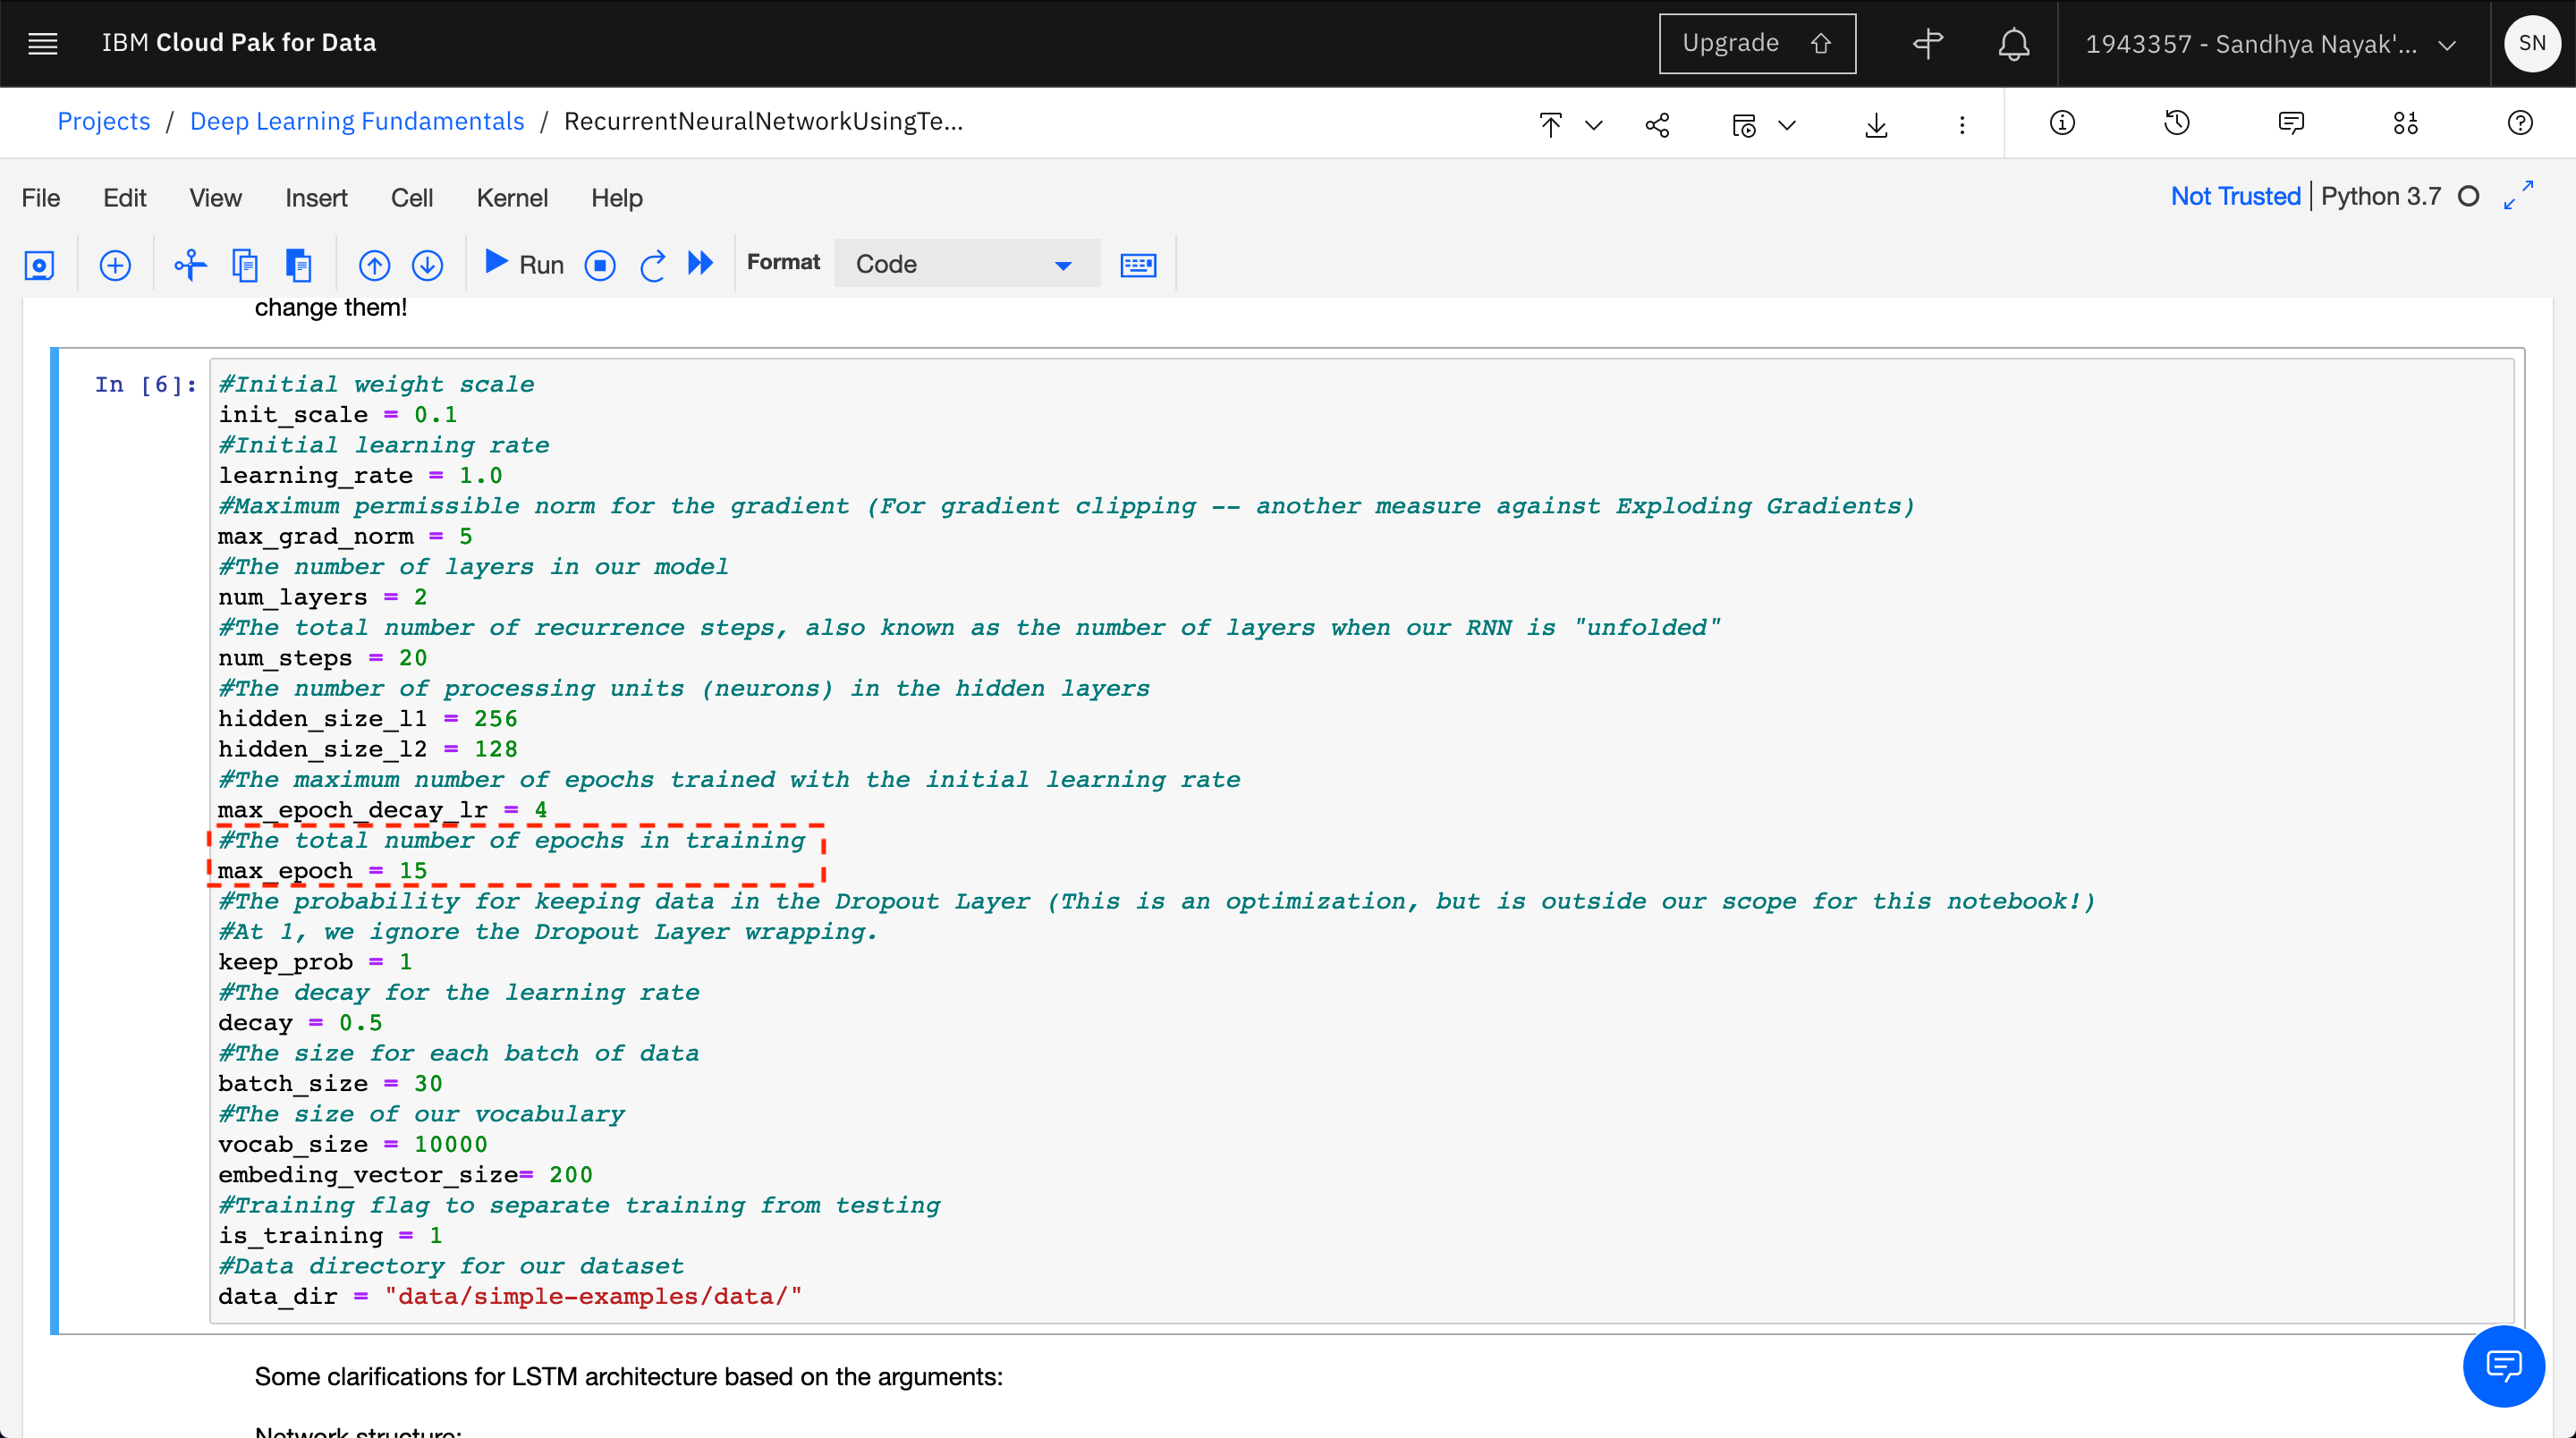 IBM Cloud Pak for Data
Upgrade
1943357 - Sandhya Nayak'...
SN
Projects / Deep Learning Fundamentals / RecurrentNeuralNetworkUsingTe...
File Edit View Insert Cell Kernel Help
Not Trusted | Python 3.7
Run
Format
Code
change them!
In [6]:
#Initial weight scale
init_scale = 0.1
#Initial learning rate
learning_rate = 1.0
#Maximum permissible norm for the gradient (For gradient clipping -- another measure against Exploding Gradients)
max_grad_norm = 5
#The number of layers in our model
num_layers = 2
#The total number of recurrence steps, also known as the number of layers when our RNN is "unfolded"
num_steps = 20
#The number of processing units (neurons) in the hidden layers
hidden_size_l1 = 256
hidden_size_l2 = 128
#The maximum number of epochs trained with the initial learning rate
max_epoch_decay_lr = 4
#The total number of epochs in training
max_epoch = 15
#The probability for keeping data in the Dropout Layer (This is an optimization, but is outside our scope for this notebook!)
#At 1, we ignore the Dropout Layer wrapping.
keep_prob = 1
#The decay for the learning rate
decay = 0.5
#The size for each batch of data
batch_size = 30
#The size of our vocabulary
vocab_size = 10000
embeding_vector_size= 200
#Training flag to separate training from testing
is_training = 1
#Data directory for our dataset
data_dir = "data/simple-examples/data/"
Some clarifications for LSTM architecture based on the arguments:
Network structure: